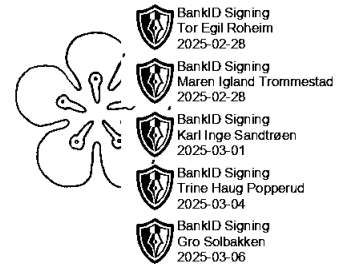 BankID Signing
Tor Egil Roheim
2025-02-28
BankID Signing
Maren Igland Trommestad
2025-02-28
BankID Signing
Karl Inge Sandtrøen
2025-03-01
BankID Signing
Trine Haug Popperud
2025-03-04
BankID Signing
Gro Solbakken
2025-03-06